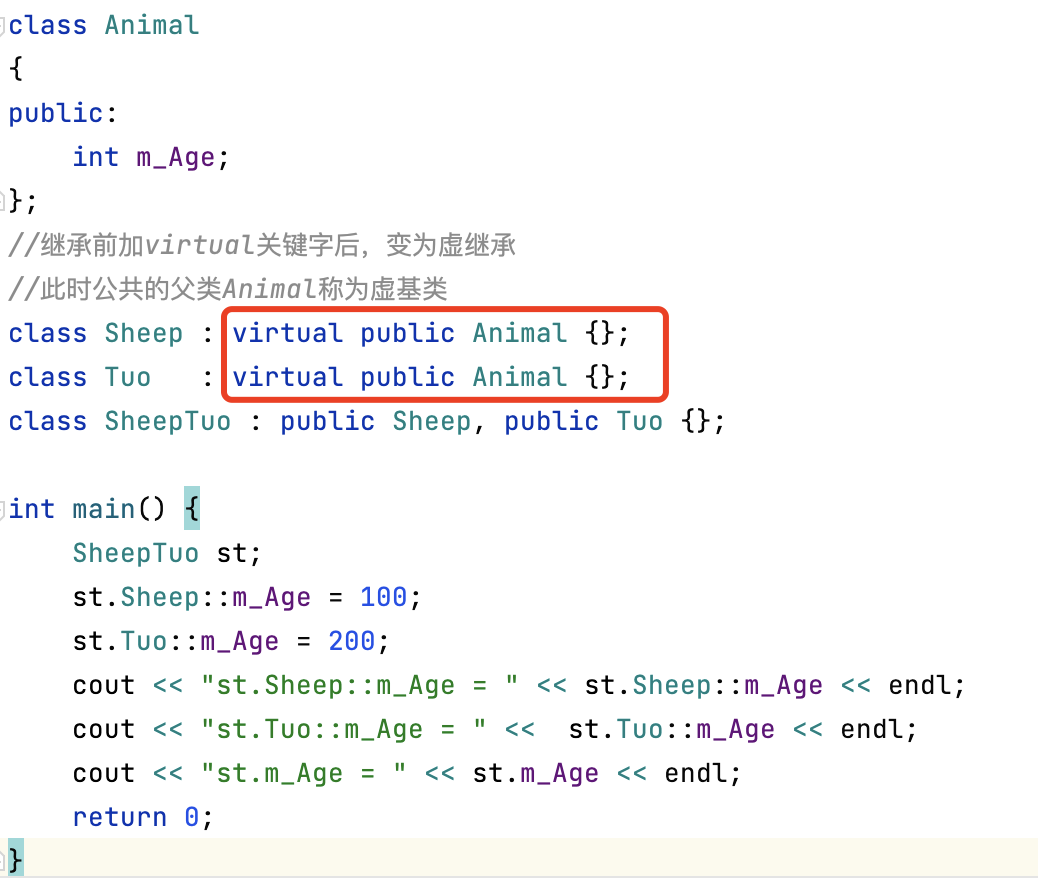 class Animal
{
public:
    int m_Age;
};
//继承前加virtual关键字后，变为虚继承
//此时公共的父类Animal称为虚基类
class Sheep : virtual public Animal {};
class Tuo   : virtual public Animal {};
class SheepTuo : public Sheep, public Tuo {};

int main() {
    SheepTuo st;
    st.Sheep::m_Age = 100;
    st.Tuo::m_Age = 200;
    cout << "st.Sheep::m_Age = " << st.Sheep::m_Age << endl;
    cout << "st.Tuo::m_Age = " <<  st.Tuo::m_Age << endl;
    cout << "st.m_Age = " << st.m_Age << endl;
    return 0;
}